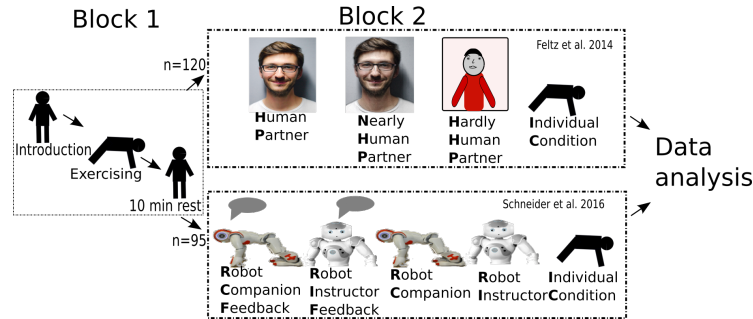 Block 1
Block 2
n=120
Feltz et al. 2014
Human
Partner
Nearly
Human
Partner
Hardly
Human
Partner
Individual
Condition
Introduction
Exercising
10 min rest
Data
analysis
n=95
Schneider et al. 2016
Robot
Companion
Feedback
Robot
Instructor
Feedback
Robot
Companion
Robot
Instructor
Individual
Condition